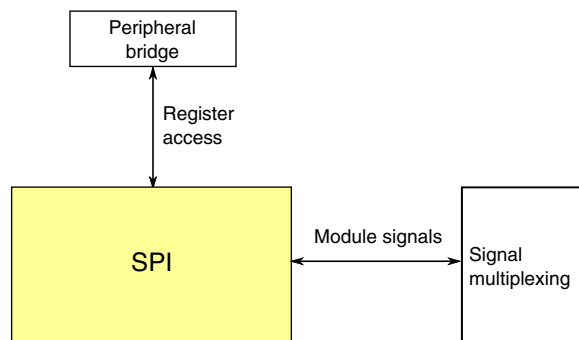 Peripheral
bridge
Register
access
SPI
Module signals
Signal
multiplexing